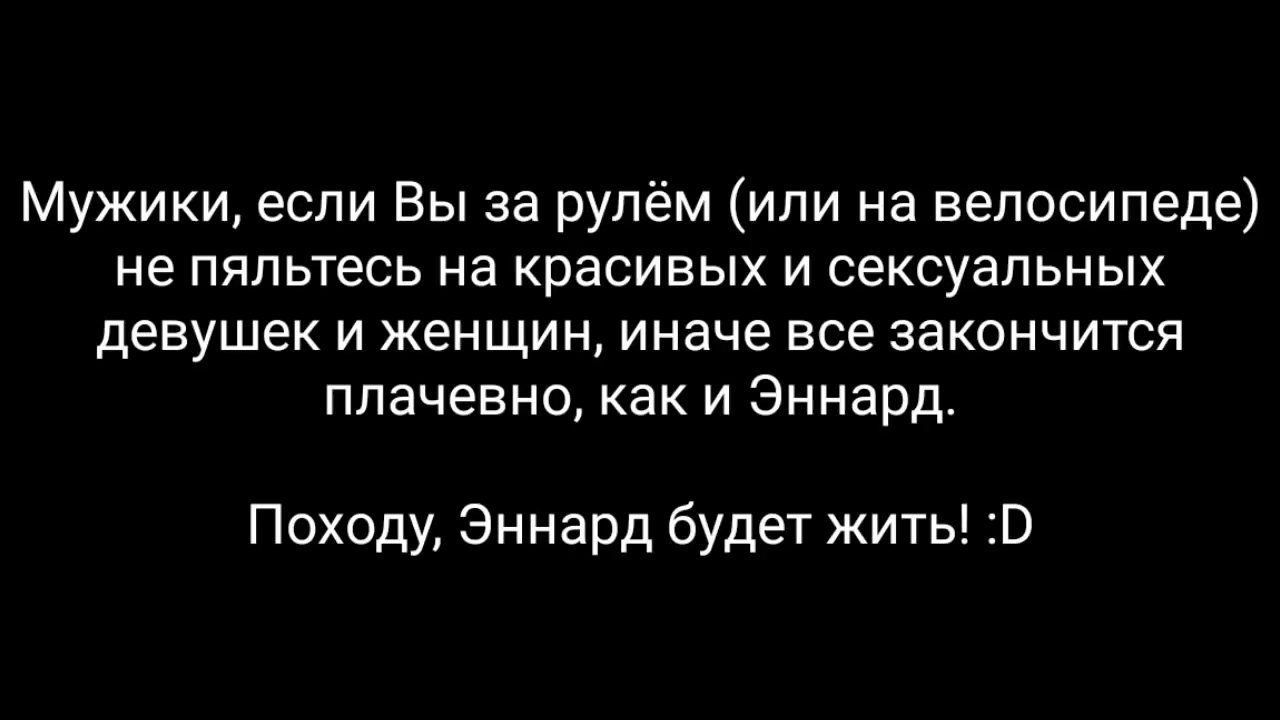 Мужики, если Вы за рулём (или на велосипеде)
не пяльтесь на красивых и сексуальных
девушек и женщин, иначе все закончится
плачевно, как и Эннард.
Походу, Эннард будет жить! :D